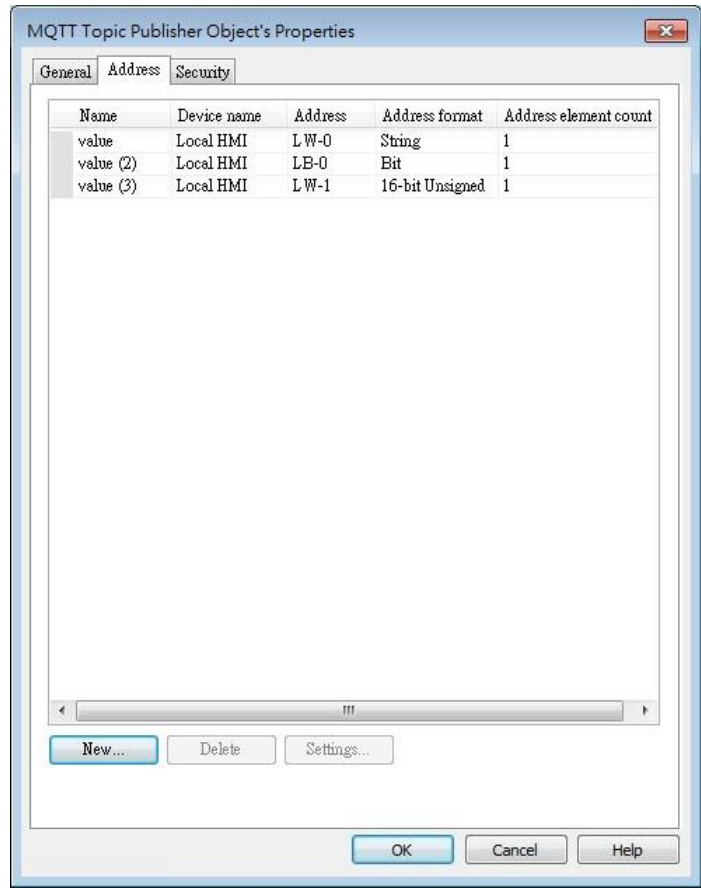 MQTT Topic Publisher Object's Properties
General Address Security
Name Device name Address Address format Address element count
value Local HMI LW-0 String 1
value (2) Local HMI LB-0 Bit 1
value (3) Local HMI LW-1 16-bit Unsigned 1
New... Delete Settings...
OK Cancel Help